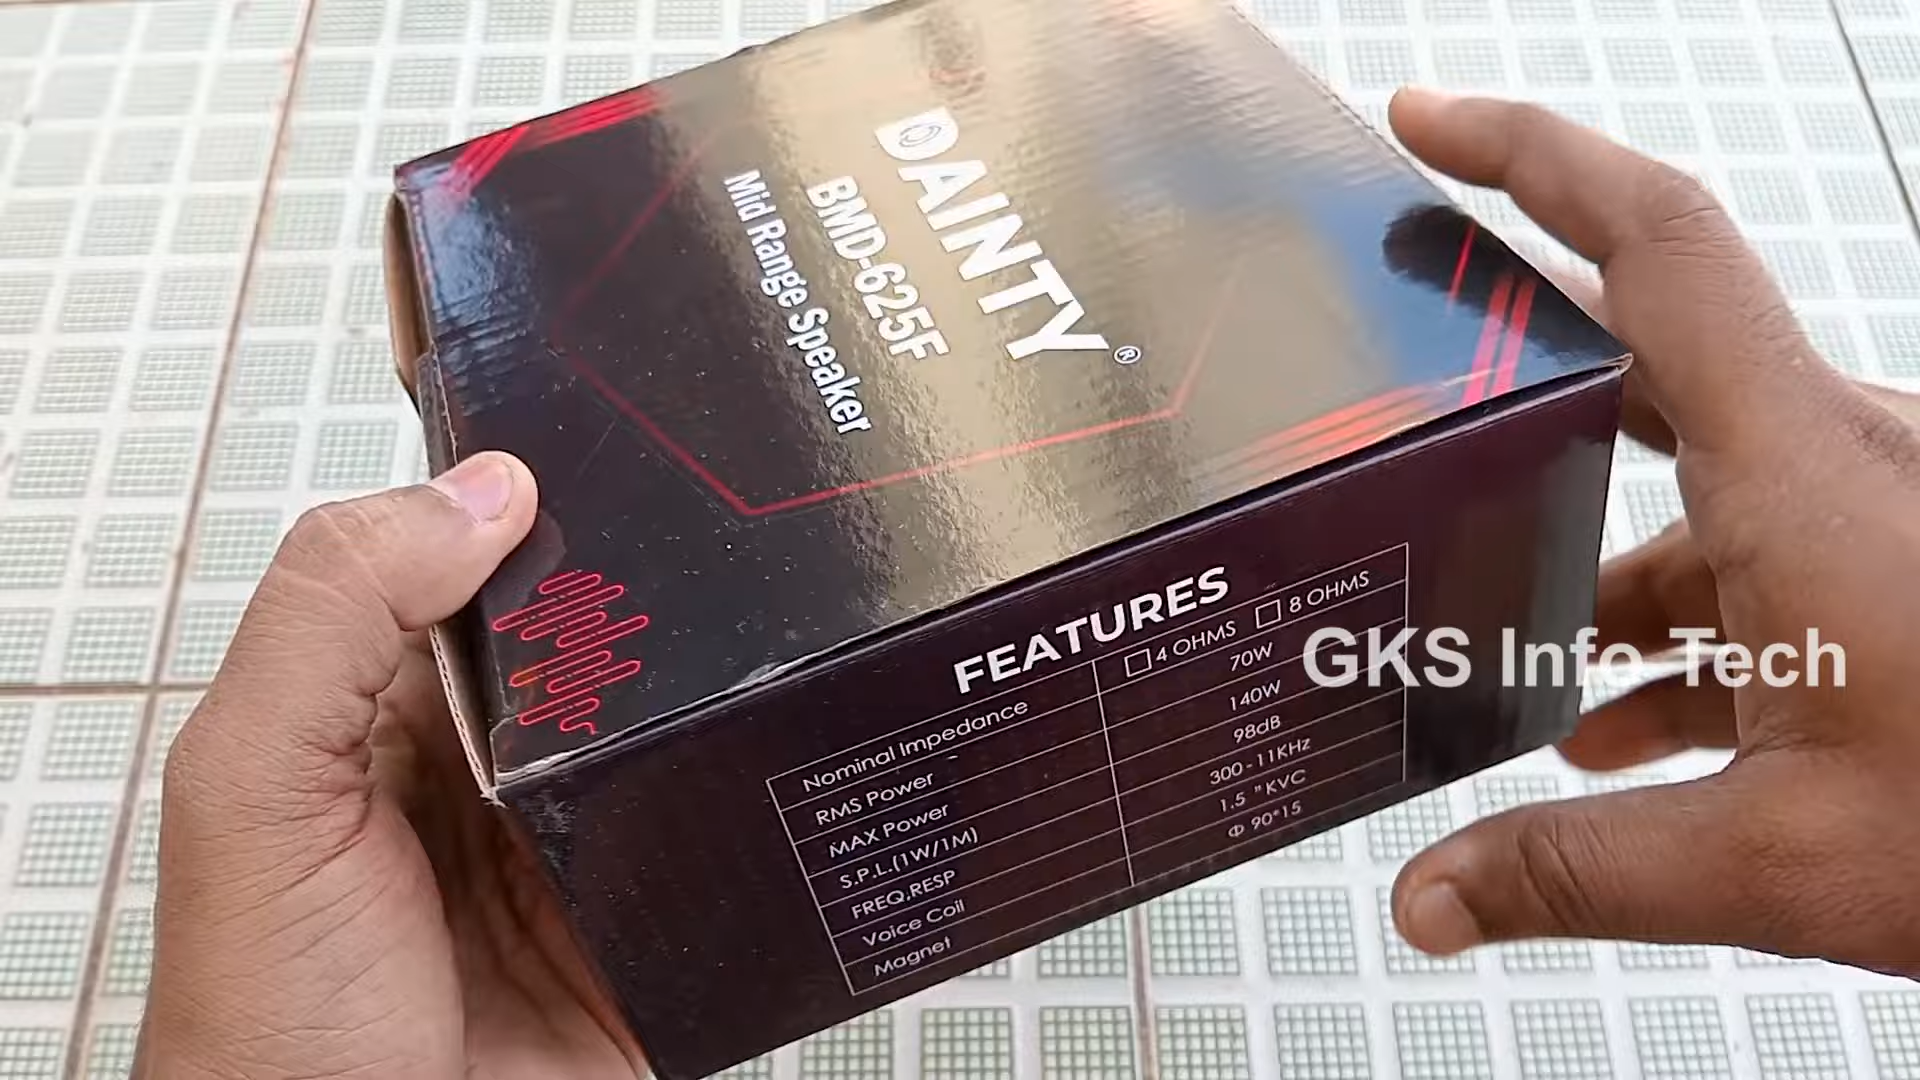 DAINTY®
BMD-625F
Mid Range Speaker
FEATURES
Nominal Impedance 4 OHMS 8 OHMS
RMS Power 70W
MAX Power 140W
S.P.L.(1W/1M) 98dB
FREQ,RESP 300-11KHz
Voice Coil 1.5 "KVC
Magnet Φ 90*15
GKS Info Tech